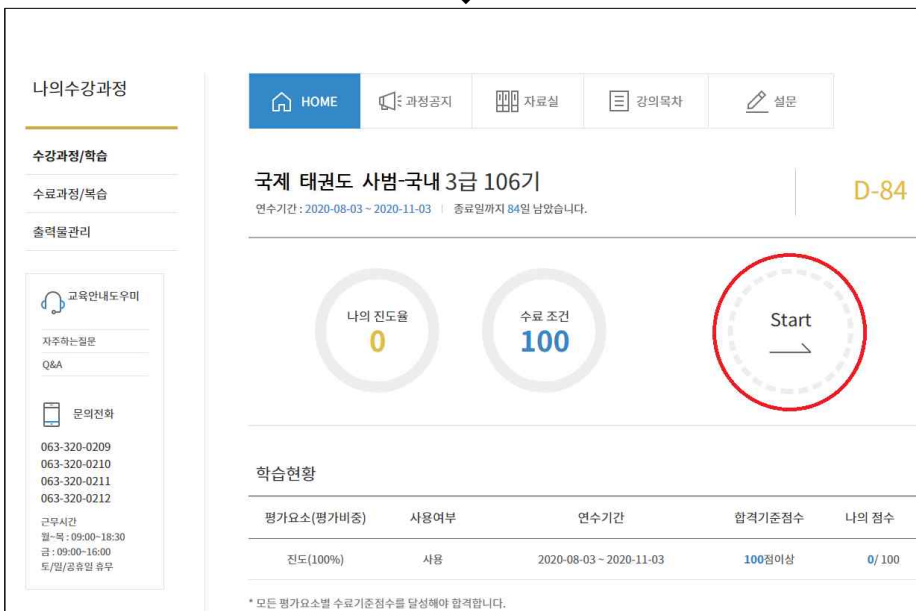 나의수강과정
수강과정/학습
수료과정/복습
출력물관리
교육안내도우미
자주하는질문
Q&A
문의전화
063-320-0209
063-320-0210
063-320-0211
063-320-0212
근무시간
월~목 : 09:00~18:30
금 : 09:00~16:00
토/일/공휴일 휴무
HOME 과정공지 자료실 강의목차 설문
국제 태권도 사범-국내 3급 106기
연수기간 : 2020-08-03 ~ 2020-11-03 | 종료일까지 84일 남았습니다.
D-84
나의 진도율
0
수료 조건
100
Start
학습현황
평가요소(평가비중) 사용여부 연수기간 합격기준점수 나의 점수
진도(100%) 사용 2020-08-03 ~ 2020-11-03 100점이상 0/ 100
* 모든 평가요소별 수료기준점수를 달성해야 합격합니다.